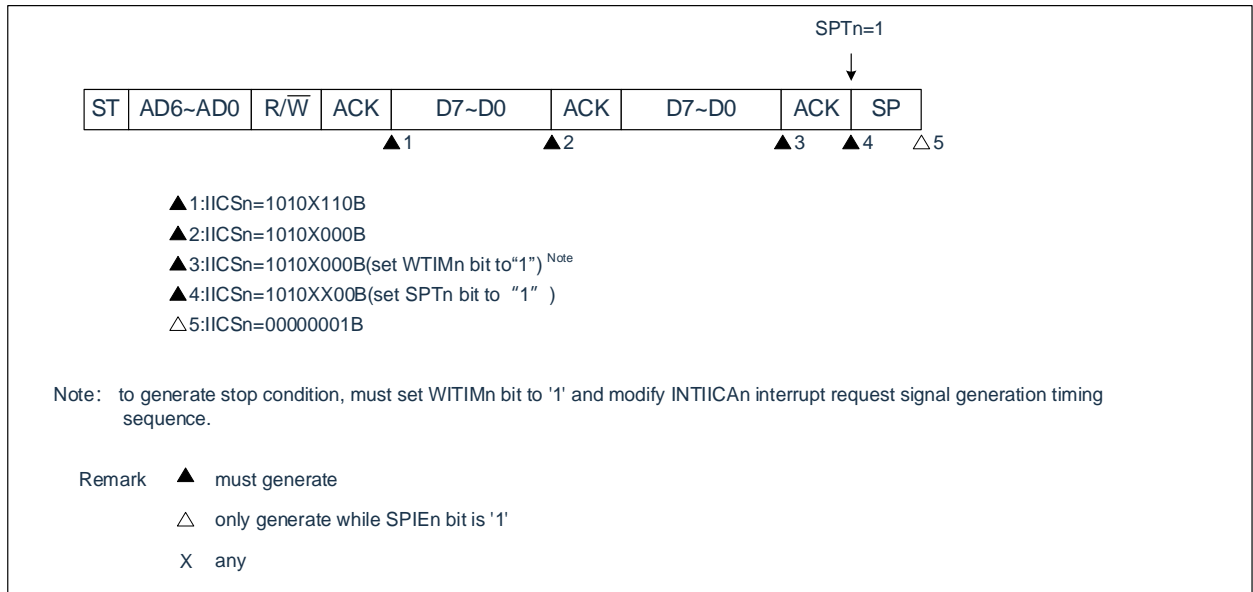 SPTn=1
ST AD6~AD0 R/W̅ ACK D7~D0 ACK D7~D0 ACK SP
▲1 ▲2 ▲3 ▲4 △5
▲1:IICSn=1010X110B
▲2:IICSn=1010X000B
▲3:IICSn=1010X000B(set WTIMn bit to“1”) Note
▲4:IICSn=1010XX00B(set SPTn bit to “1” )
△5:IICSn=00000001B
Note: to generate stop condition, must set WITIMn bit to '1' and modify INTIICAn interrupt request signal generation timing
sequence.
Remark ▲ must generate
△ only generate while SPIEn bit is '1'
X any